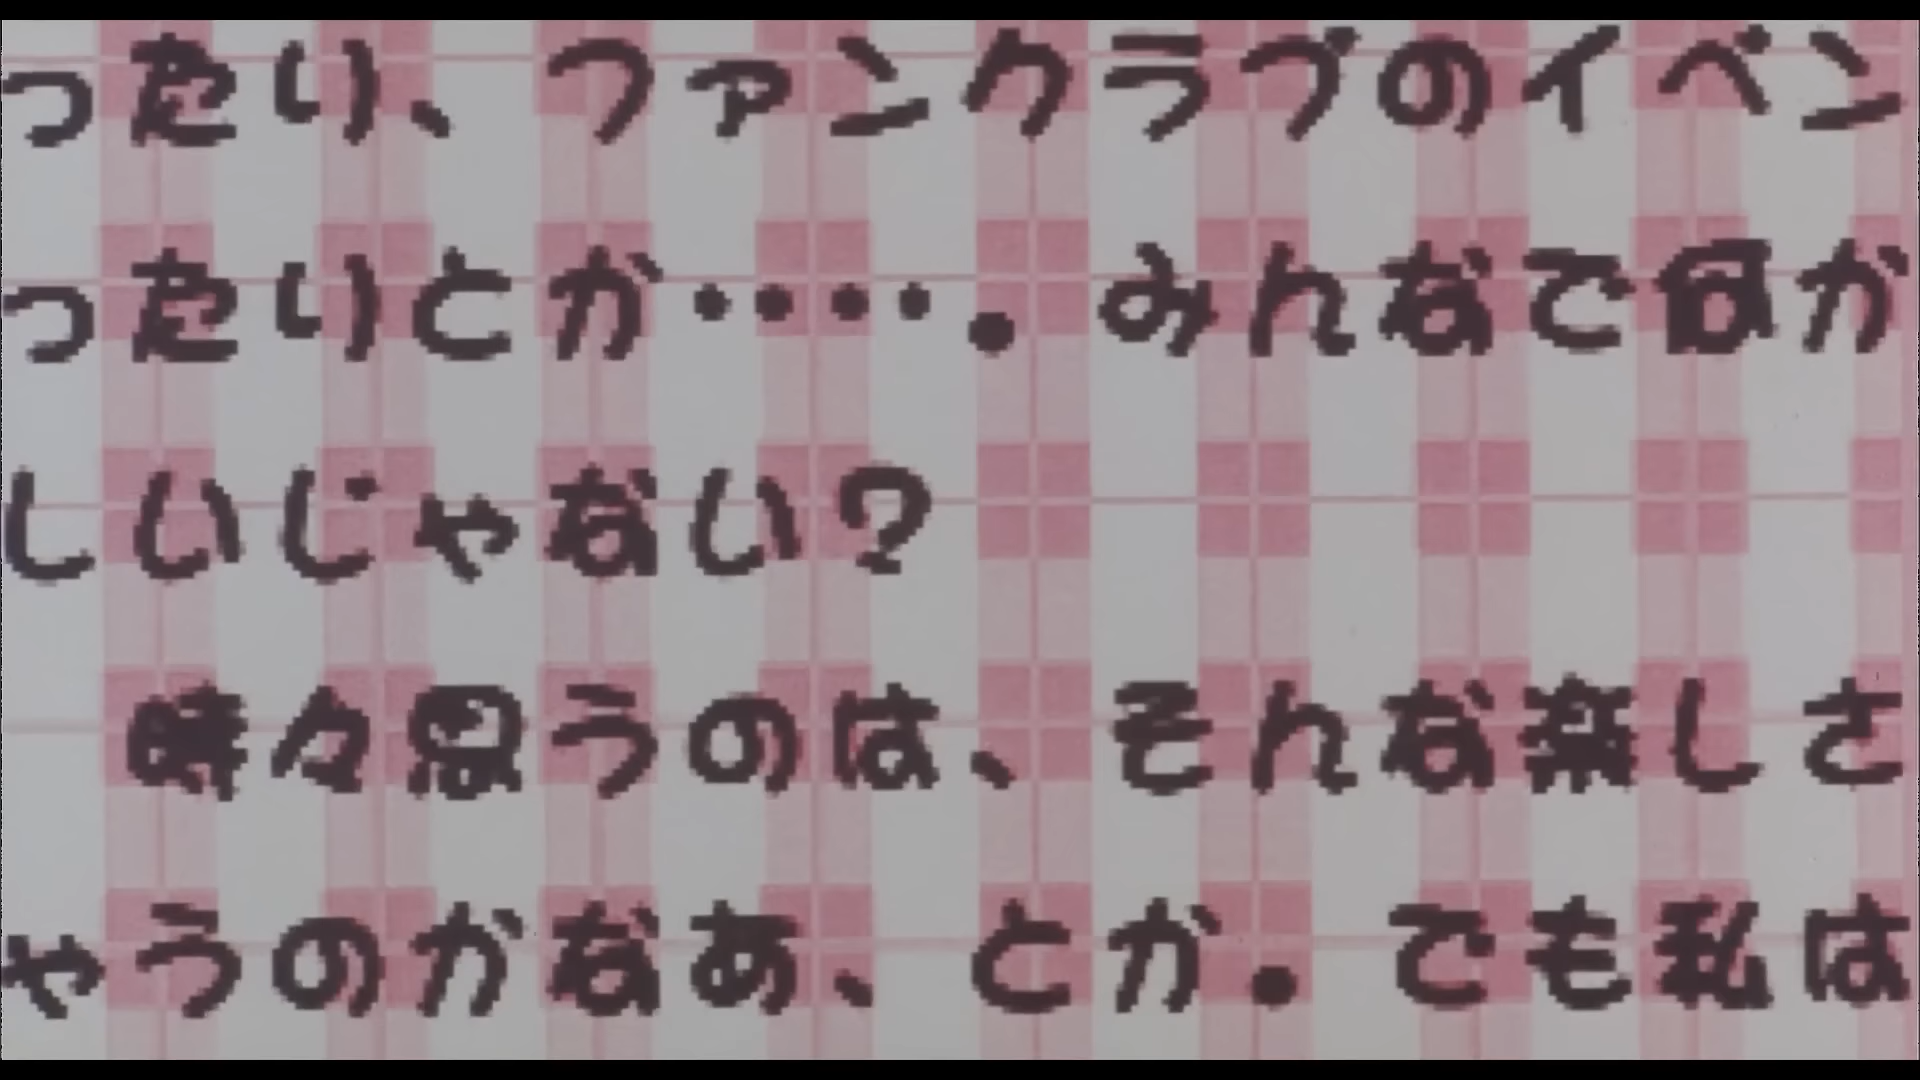 ったり、ファンクラブのイベン
ったりとか・・・・.みんなで何か
しいじゃない?
時々思うのは、そんな楽しさ
ゃうのかなあ、とか.でも私は